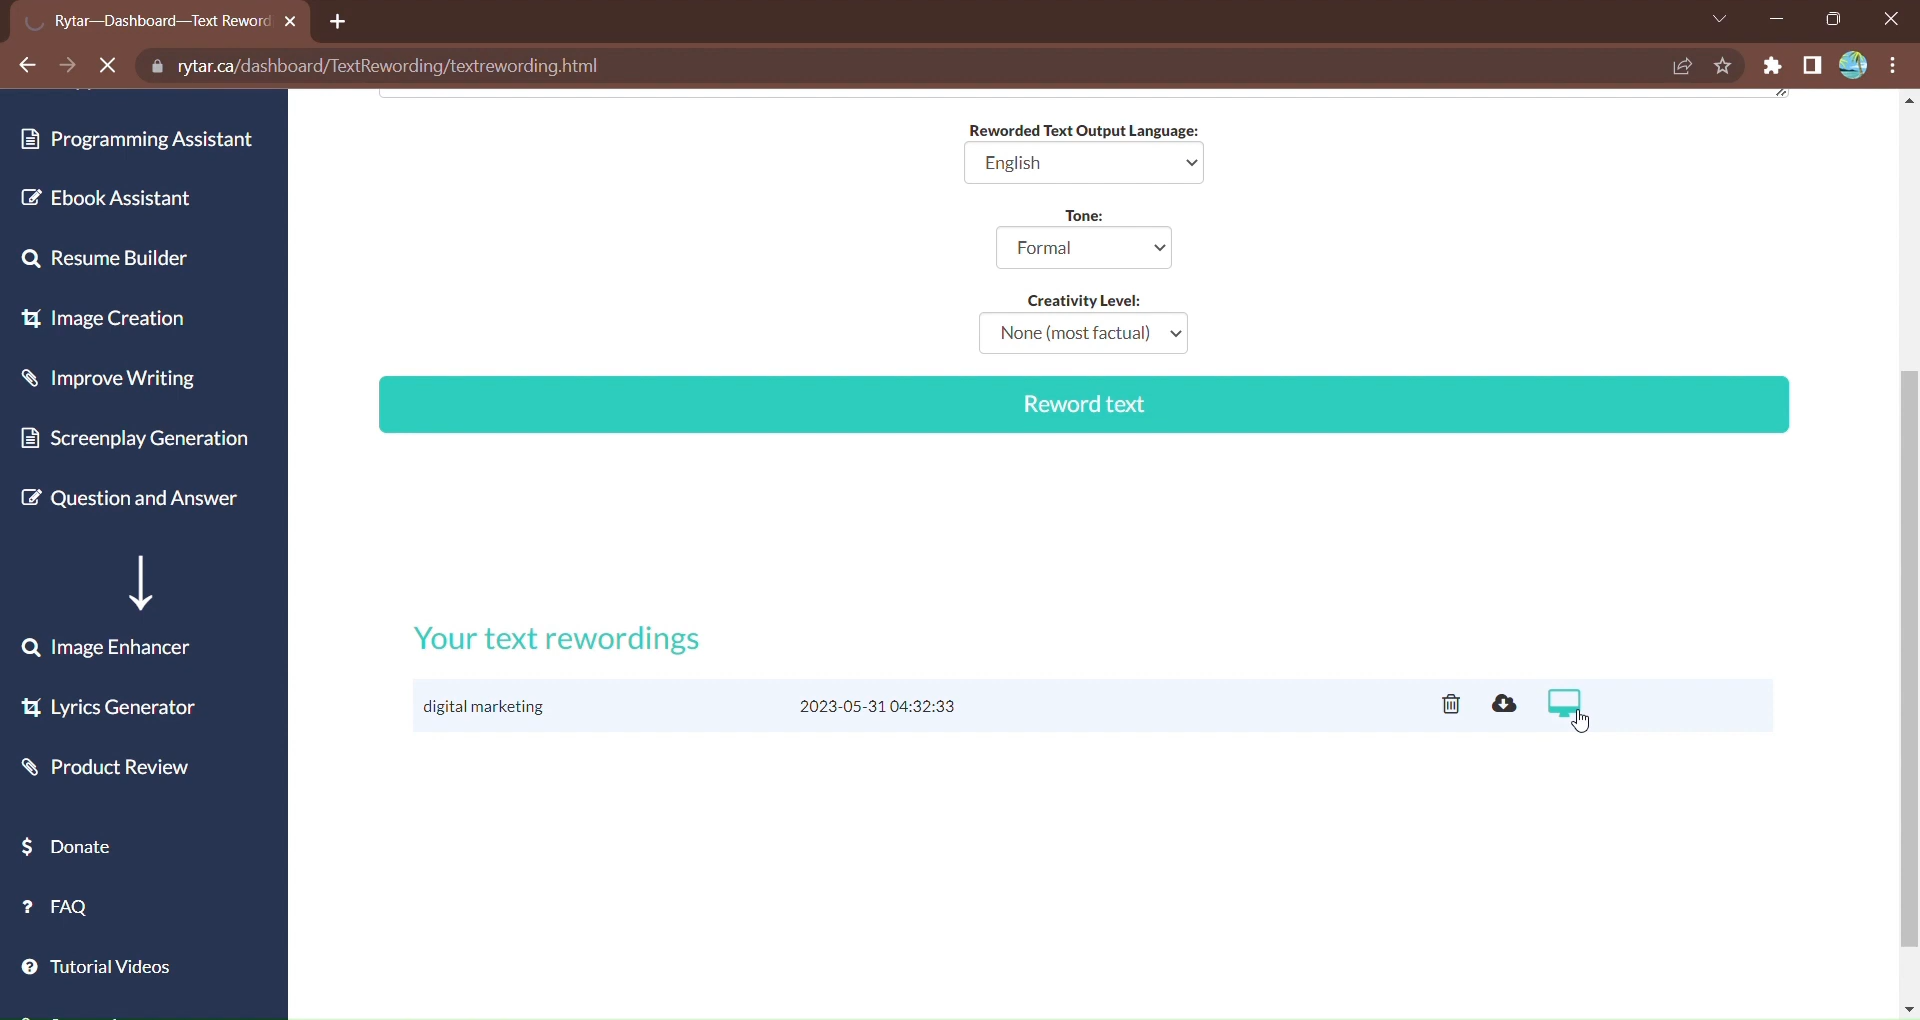 Rytar—Dashboard—Text Reword
rytar.ca/dashboard/TextRewording/textrewording.html
Programming Assistant
Ebook Assistant
Resume Builder
Image Creation
Improve Writing
Screenplay Generation
Question and Answer
Image Enhancer
Lyrics Generator
Product Review
$ Donate
? FAQ
Tutorial Videos
Reworded Text Output Language:
English
Tone:
Formal
Creativity Level:
None (most factual)
Reword text
Your text rewordings
digital marketing 2023-05-31 04:32:33